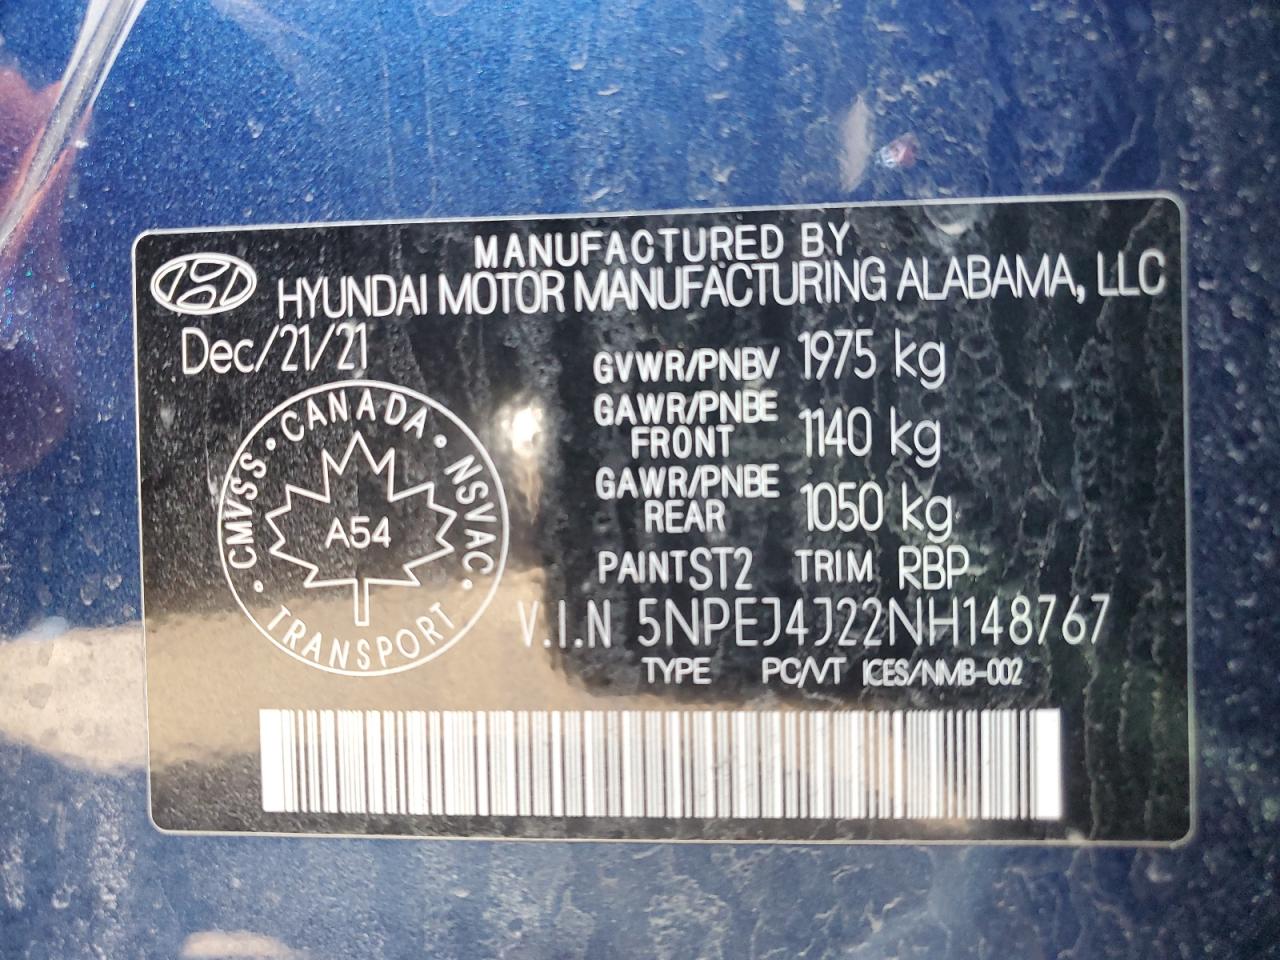 MANUFACTURED BY
HYUNDAI MOTOR MANUFACTURING ALABAMA, LLC
Dec/21/21
GVWR/PNBV 1975 kg
GAWR/PNBE FRONT 1140 kg
GAWR/PNBE REAR 1050 kg
CMVSS • CANADA • NSVAC • TRANSPORT •
A54
PAINT ST2 TRIM RBP
V.I.N 5NPEJ4J22NH148767
TYPE PC/VT ICES/NMB-002